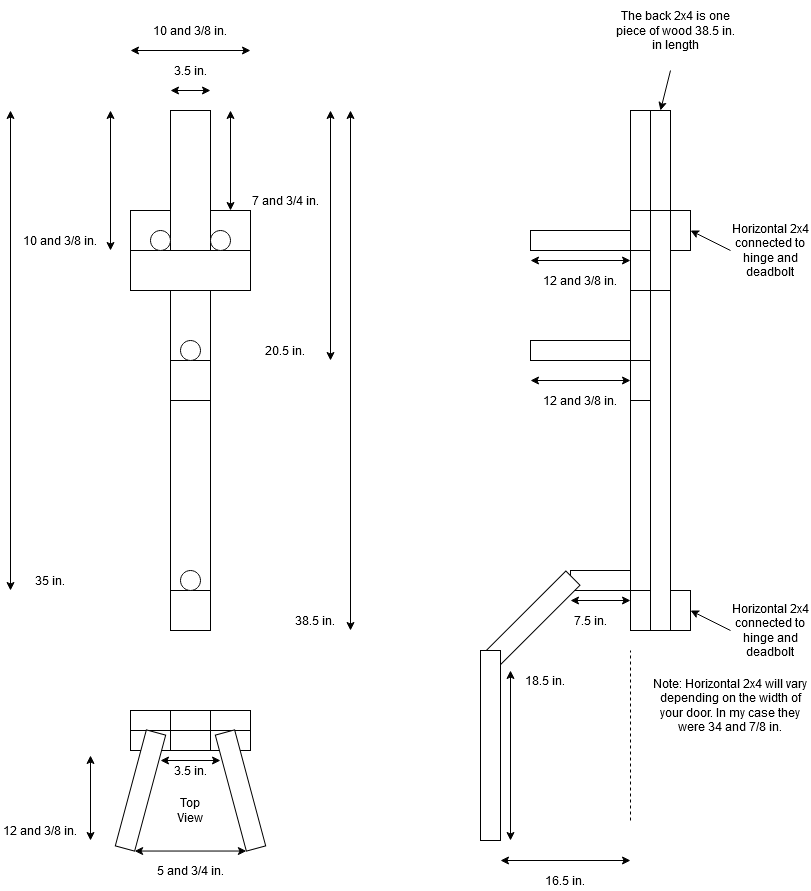 The back 2x4 is one
piece of wood 38.5 in.
in length
10 and 3/8 in.
3.5 in.
7 and 3/4 in.
10 and 3/8 in.
Horizontal 2x4
connected to
hinge and
deadbolt
12 and 3/8 in.
20.5 in.
12 and 3/8 in.
35 in.
38.5 in.
7.5 in.
Horizontal 2x4
connected to
hinge and
deadbolt
18.5 in.
Note: Horizontal 2x4 will vary
depending on the width of
your door. In my case they
were 34 and 7/8 in.
3.5 in.
Top
View
12 and 3/8 in.
5 and 3/4 in.
16.5 in.